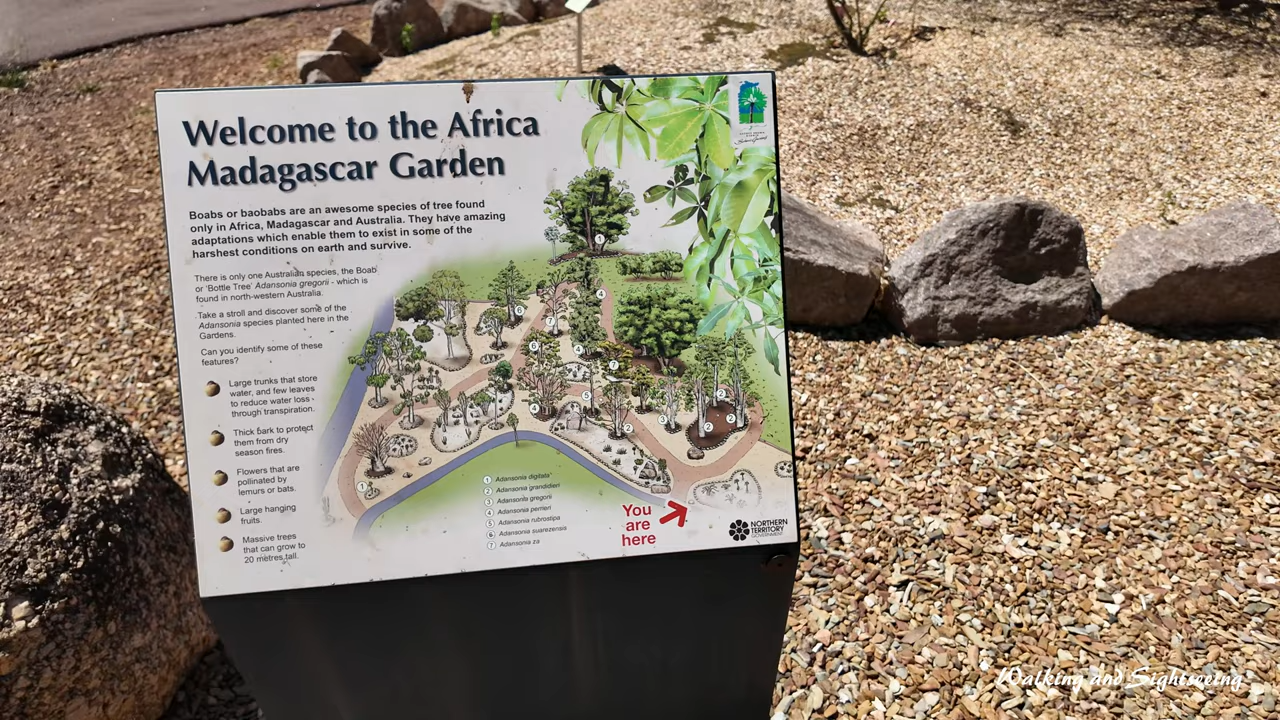 Welcome to the Africa
Madagascar Garden
Boabs or baobabs are an awesome species of tree found
only in Africa, Madagascar and Australia. They have amazing
adaptations which enable them to exist in some of the
harshest conditions on earth and survive.
There is only one Australian species, the Boab
or 'Bottle Tree' Adansonia gregorii - which is
found in north-western Australia.
Take a stroll and discover some of the
Adansonia species planted here in the
Gardens.
Can you identify some of these
features?
Large trunks that store
water, and few leaves
to reduce water loss -
through transpiration.
Thick bark to protect
them from dry
season fires.
Flowers that are
pollinated by
lemurs or bats.
Large hanging
fruits.
Massive trees
that can grow to
20 metres tall.
1 Adansonia digitata
2 Adansonia grandidieri
3 Adansonia gregorii
4 Adansonia perrieri
5 Adansonia rubrostipa
6 Adansonia suarezensis
7 Adansonia za
You
are
here
NORTHERN
TERRITORY
GOVERNMENT
Walking and Sightseeing